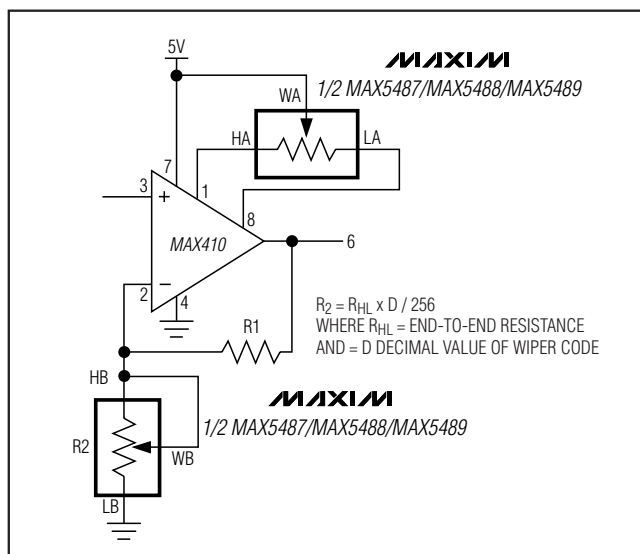 5V
MAXIM
1/2 MAX5487/MAX5488/MAX5489
WA
HA
LA
7
1
3
+
8
MAX410
6
−
2
4
R1
R2 = RHL x D / 256
WHERE RHL = END-TO-END RESISTANCE
AND = D DECIMAL VALUE OF WIPER CODE
HB
MAXIM
1/2 MAX5487/MAX5488/MAX5489
R2
WB
LB